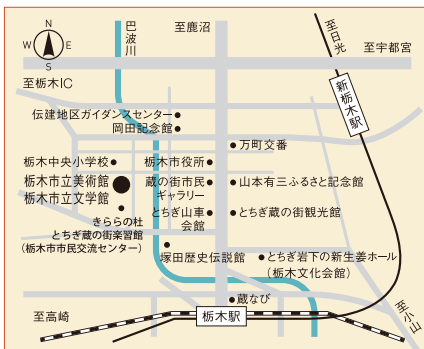 N
W E
S
巴波川
至鹿沼
至日光
至宇都宮
至栃木IC
新栃木駅
伝建地区ガイダンスセンター
岡田記念館
万町交番
栃木中央小学校
栃木市役所
栃木市立美術館
栃木市立文学館
蔵の街市民
ギャラリー
山本有三ふるさと記念館
とちぎ山車
会館
とちぎ蔵の街観光館
きららの杜
とちぎ蔵の街楽習館
(栃木市市民交流センター)
塚田歴史伝説館
とちぎ岩下の新生姜ホール
(栃木文化会館)
蔵なび
至高崎
栃木駅
至小山